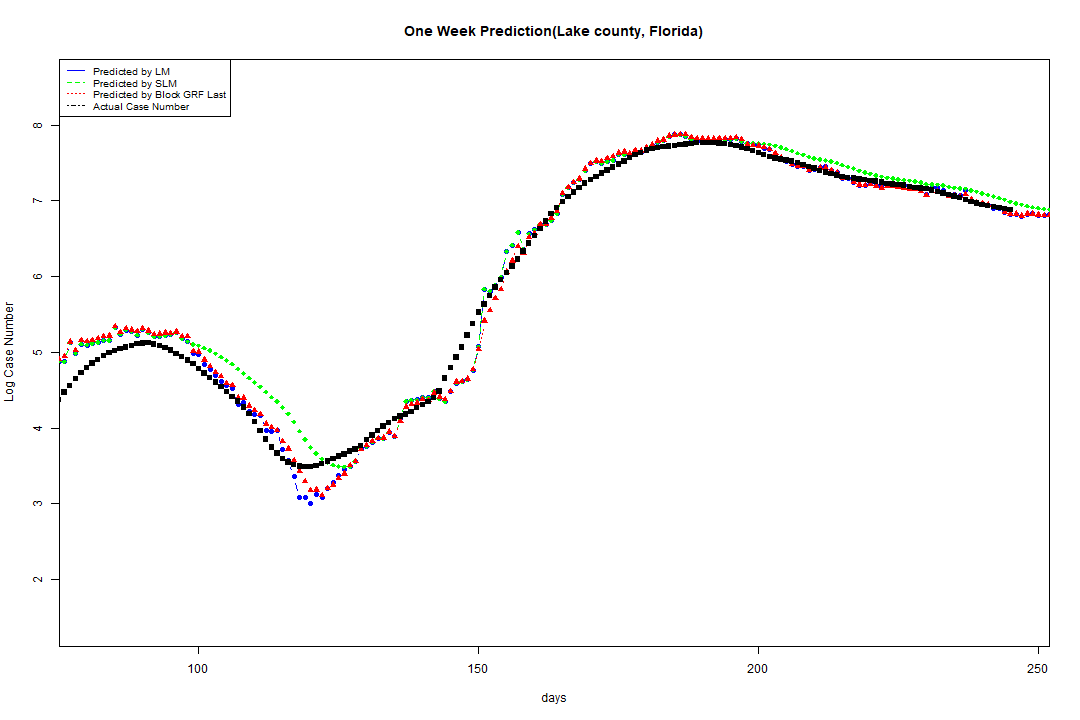 One Week Prediction(Lake county, Florida)
Predicted by LM
Predicted by SLM
Predicted by Block GRF Last
Actual Case Number
8
7
6
5
4
3
2
Log Case Number
100 150 200 250
days